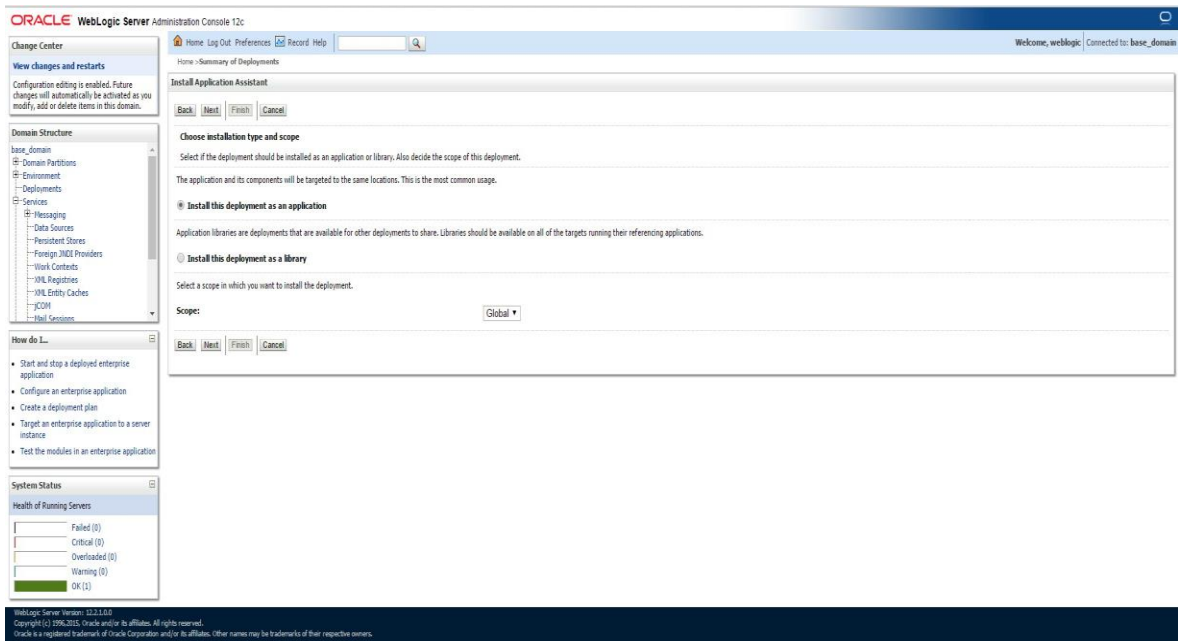 ORACLE WebLogic Server Administration Console 12c
Change Center
View changes and restarts
Configuration editing is enabled. Future
changes will automatically be activated as you
modify, add or delete items in this domain.
Domain Structure
base_domain
Domain Partitions
Environment
Deployments
Services
Messaging
Data Sources
Persistent Stores
Foreign JNDI Providers
Work Contexts
XML Registries
XML Entity Caches
jCOM
Mail Sessions
How do I...
Start and stop a deployed enterprise
application
Configure an enterprise application
Create a deployment plan
Target an enterprise application to a server
instance
Test the modules in an enterprise application
System Status
Health of Running Servers
Failed (0)
Critical (0)
Overloaded (0)
Warning (0)
OK (1)
Home Log Out Preferences Record Help
Welcome, weblogic Connected to: base_domain
Home >Summary of Deployments
Install Application Assistant
Back Next Finish Cancel
Choose installation type and scope
Select if the deployment should be installed as an application or library. Also decide the scope of this deployment.
The application and its components will be targeted to the same locations. This is the most common usage.
Install this deployment as an application
Application libraries are deployments that are available for other deployments to share. Libraries should be available on all of the targets running their referencing applications.
Install this deployment as a library
Select a scope in which you want to install the deployment.
Scope: Global
Back Next Finish Cancel
WebLogic Server Version: 12.2.1.0.0
Copyright (c) 1996,2015, Oracle and/or its affiliates. All rights reserved.
Oracle is a registered trademark of Oracle Corporation and/or its affiliates. Other names may be trademarks of their respective owners.